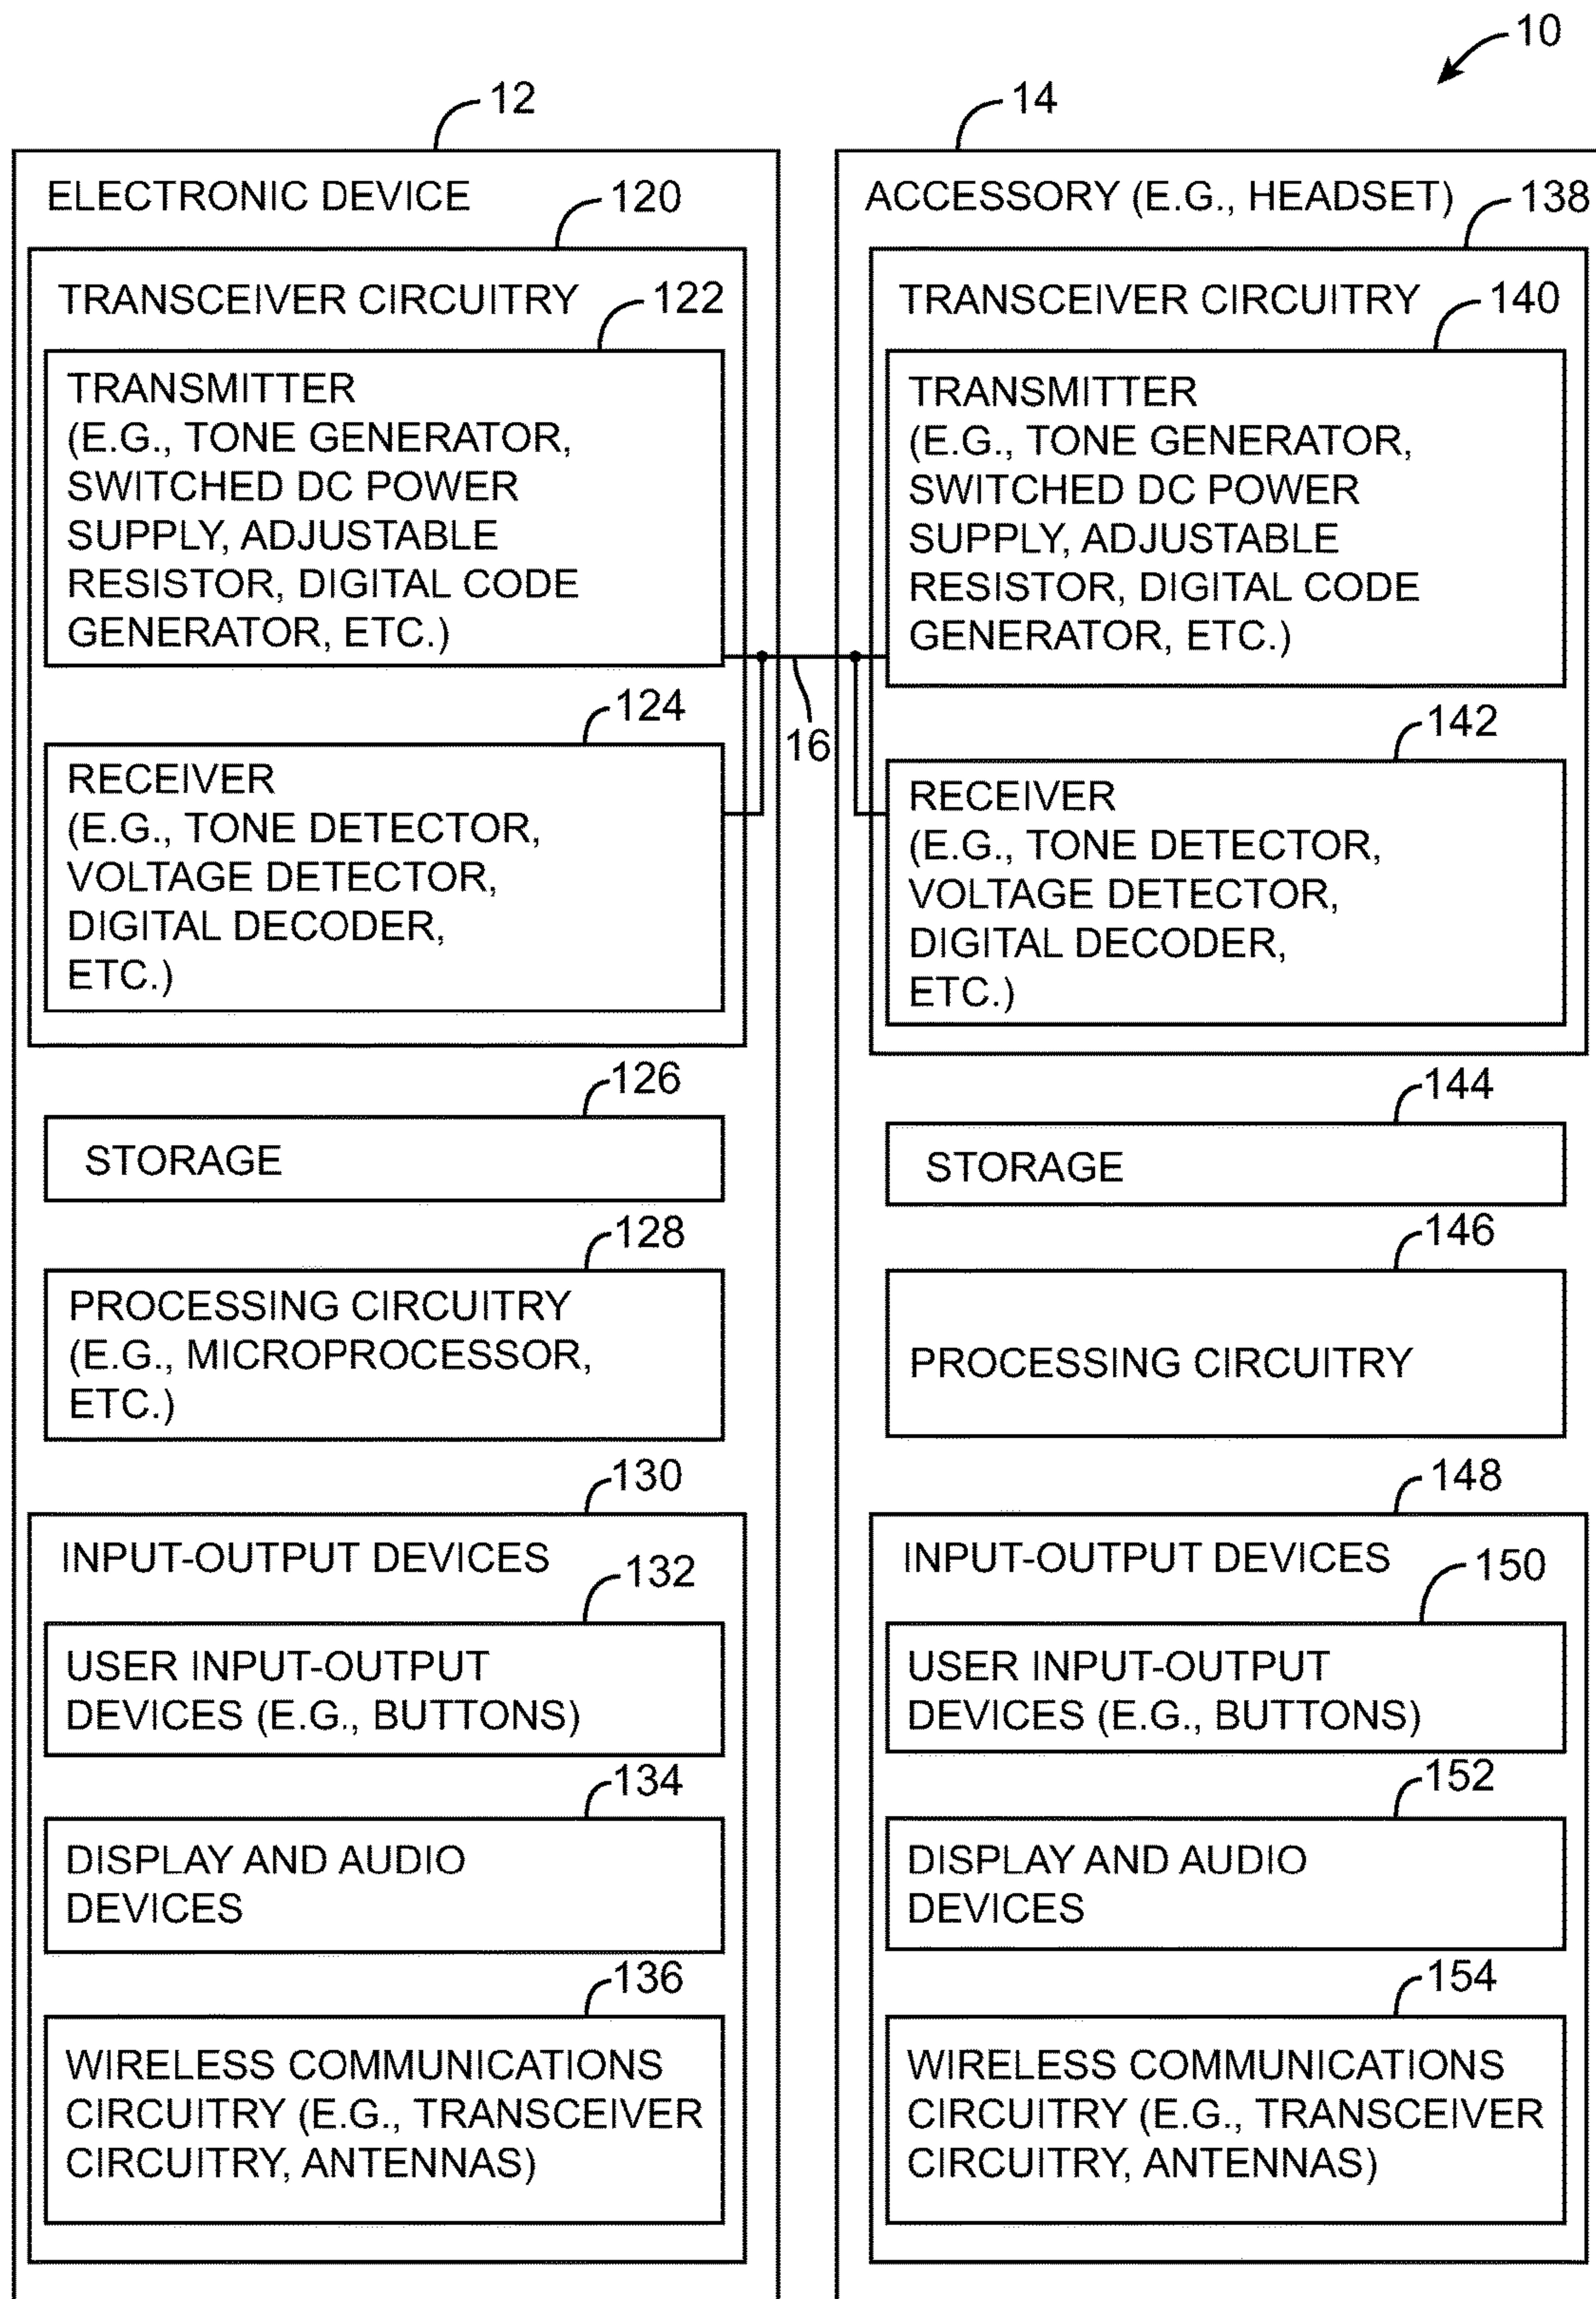 10
12
ELECTRONIC DEVICE
120
TRANSCEIVER CIRCUITRY
122
TRANSMITTER
(E.G., TONE GENERATOR,
SWITCHED DC POWER
SUPPLY, ADJUSTABLE
RESISTOR, DIGITAL CODE
GENERATOR, ETC.)
124
RECEIVER
(E.G., TONE DETECTOR,
VOLTAGE DETECTOR,
DIGITAL DECODER,
ETC.)
126
STORAGE
128
PROCESSING CIRCUITRY
(E.G., MICROPROCESSOR,
ETC.)
130
INPUT-OUTPUT DEVICES
132
USER INPUT-OUTPUT
DEVICES (E.G., BUTTONS)
134
DISPLAY AND AUDIO
DEVICES
136
WIRELESS COMMUNICATIONS
CIRCUITRY (E.G., TRANSCEIVER
CIRCUITRY, ANTENNAS)
16
14
ACCESSORY (E.G., HEADSET)
138
TRANSCEIVER CIRCUITRY
140
TRANSMITTER
(E.G., TONE GENERATOR,
SWITCHED DC POWER
SUPPLY, ADJUSTABLE
RESISTOR, DIGITAL CODE
GENERATOR, ETC.)
142
RECEIVER
(E.G., TONE DETECTOR,
VOLTAGE DETECTOR,
DIGITAL DECODER,
ETC.)
144
STORAGE
146
PROCESSING CIRCUITRY
148
INPUT-OUTPUT DEVICES
150
USER INPUT-OUTPUT
DEVICES (E.G., BUTTONS)
152
DISPLAY AND AUDIO
DEVICES
154
WIRELESS COMMUNICATIONS
CIRCUITRY (E.G., TRANSCEIVER
CIRCUITRY, ANTENNAS)